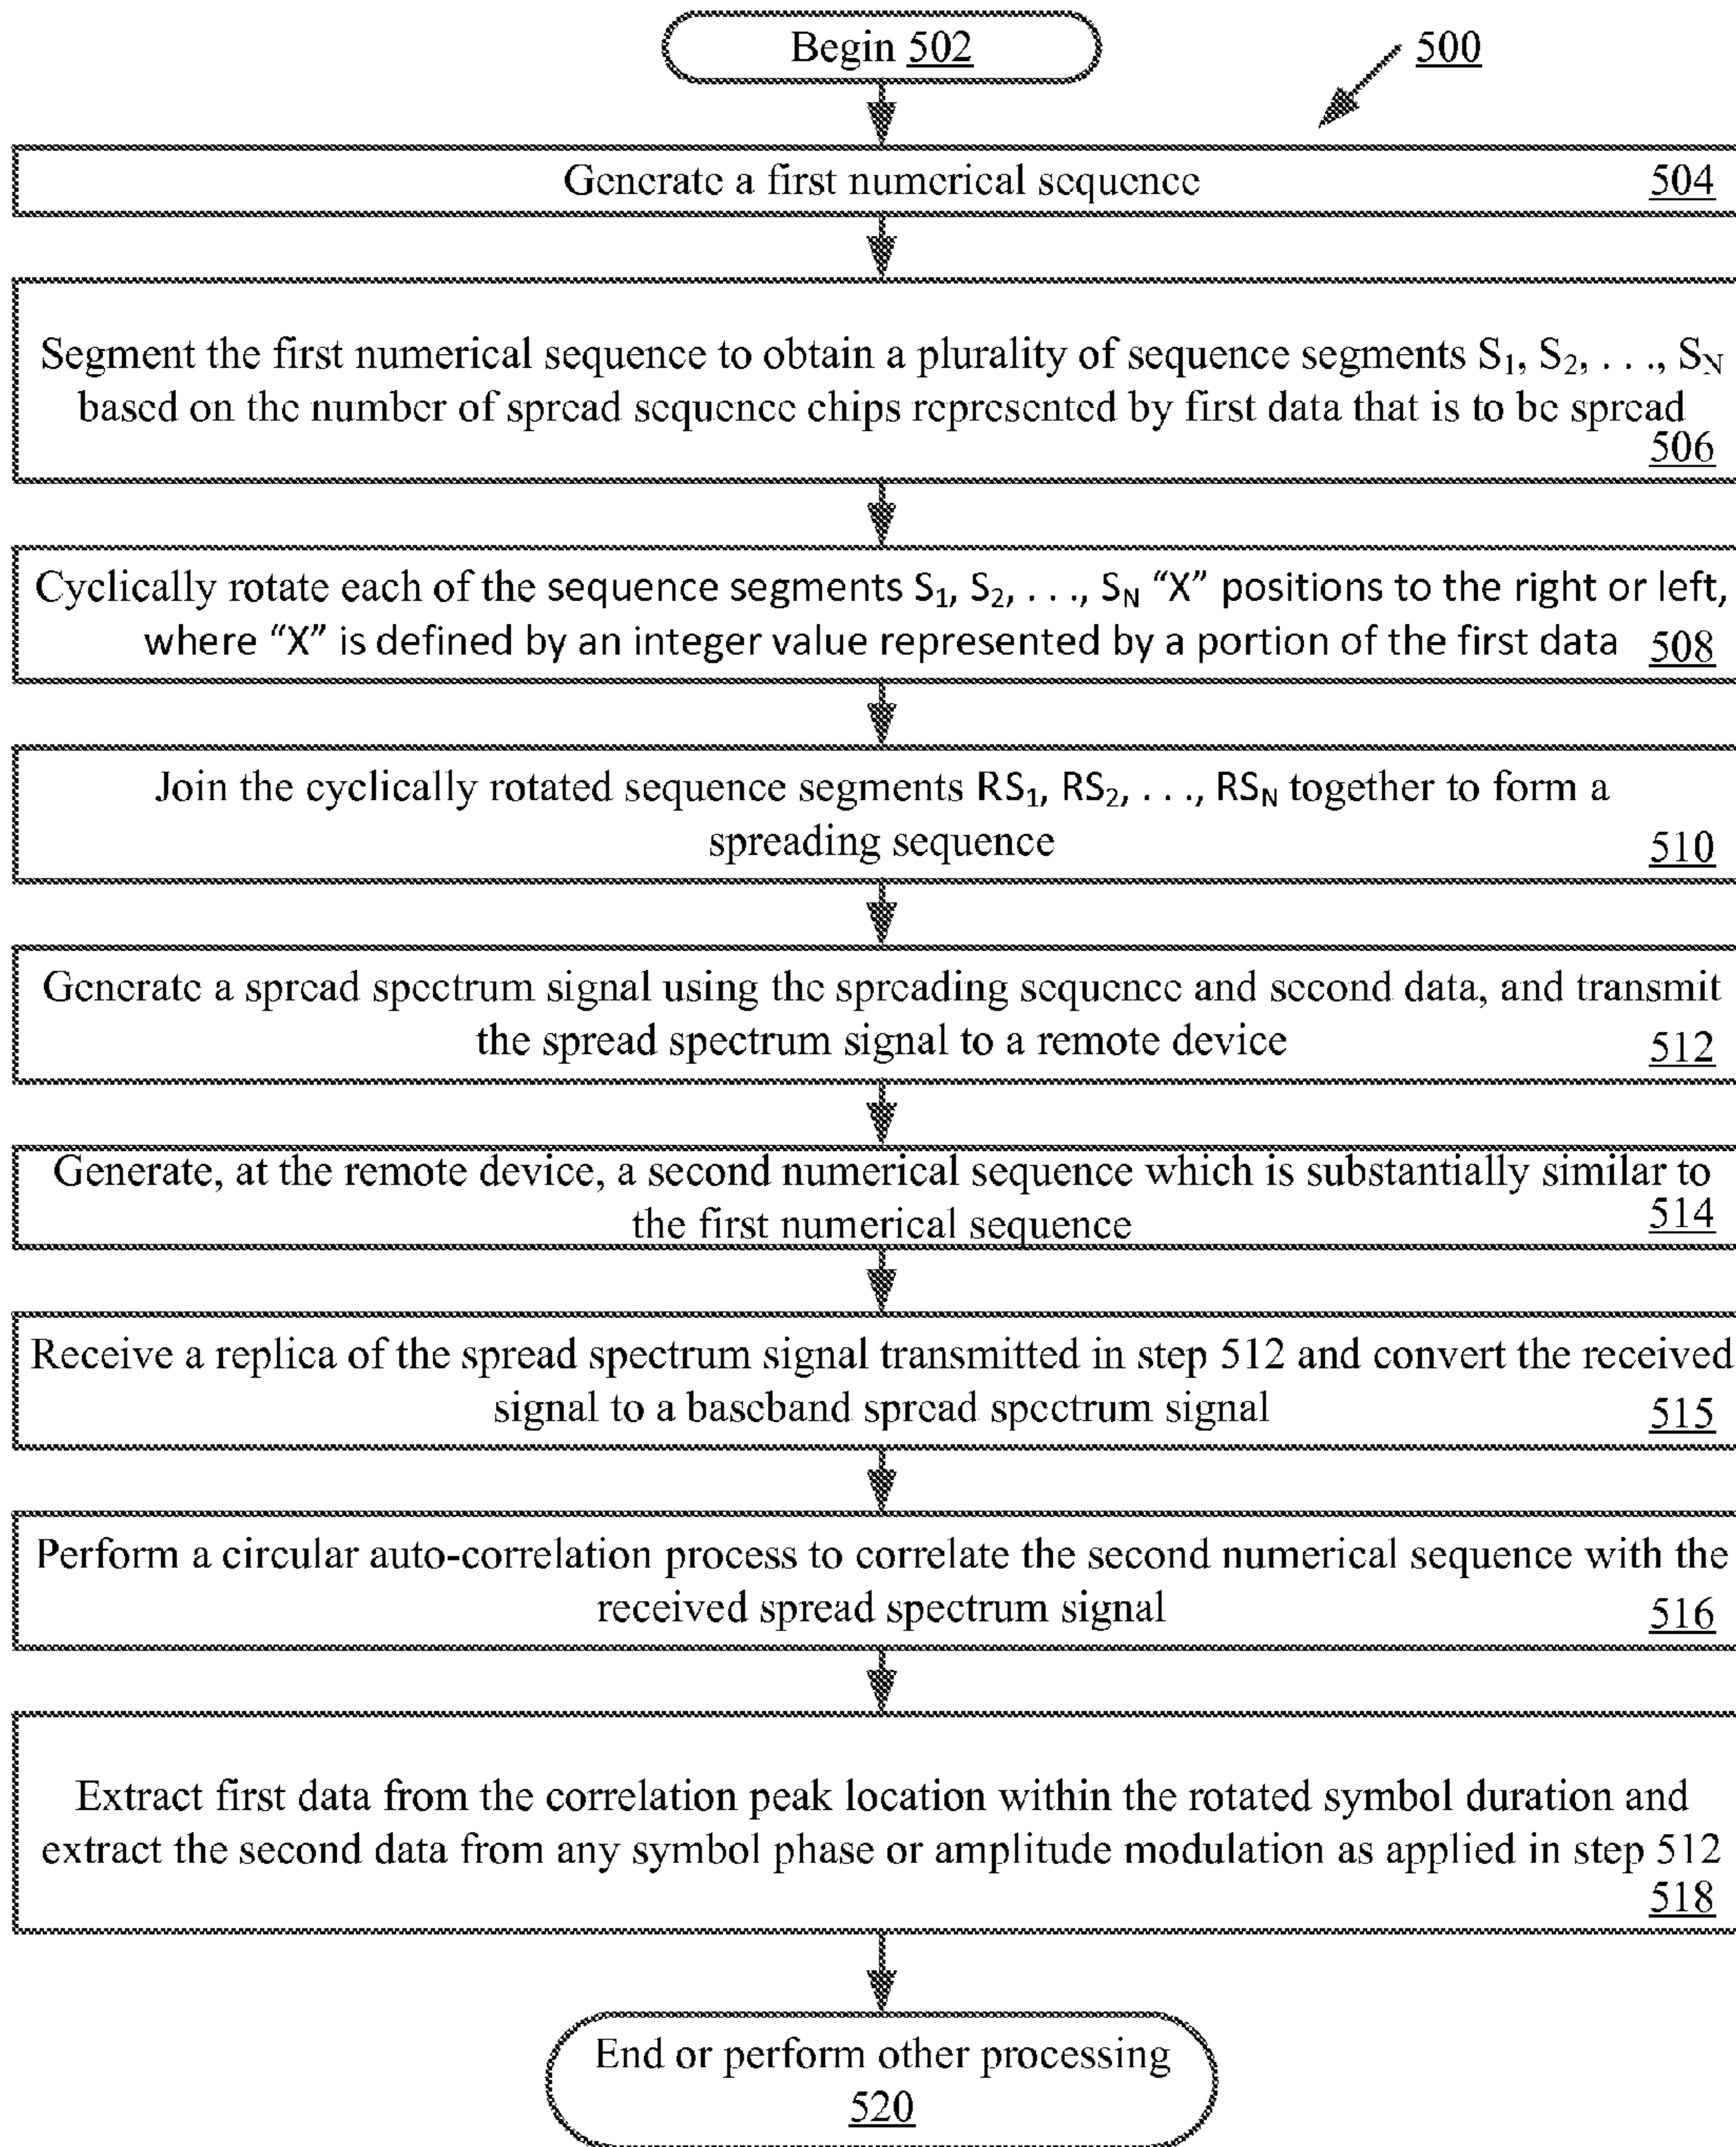 Begin 502
500
Generate a first numerical sequence 504
Segment the first numerical sequence to obtain a plurality of sequence segments S₁, S₂, . . ., S_N
based on the number of spread sequence chips represented by first data that is to be spread
506
Cyclically rotate each of the sequence segments S₁, S₂, . . ., S_N “X” positions to the right or left,
where “X” is defined by an integer value represented by a portion of the first data 508
Join the cyclically rotated sequence segments RS₁, RS₂, . . ., RS_N together to form a
spreading sequence 510
Generate a spread spectrum signal using the spreading sequence and second data, and transmit
the spread spectrum signal to a remote device 512
Generate, at the remote device, a second numerical sequence which is substantially similar to
the first numerical sequence 514
Receive a replica of the spread spectrum signal transmitted in step 512 and convert the received
signal to a baseband spread spectrum signal 515
Perform a circular auto-correlation process to correlate the second numerical sequence with the
received spread spectrum signal 516
Extract first data from the correlation peak location within the rotated symbol duration and
extract the second data from any symbol phase or amplitude modulation as applied in step 512
518
End or perform other processing
520